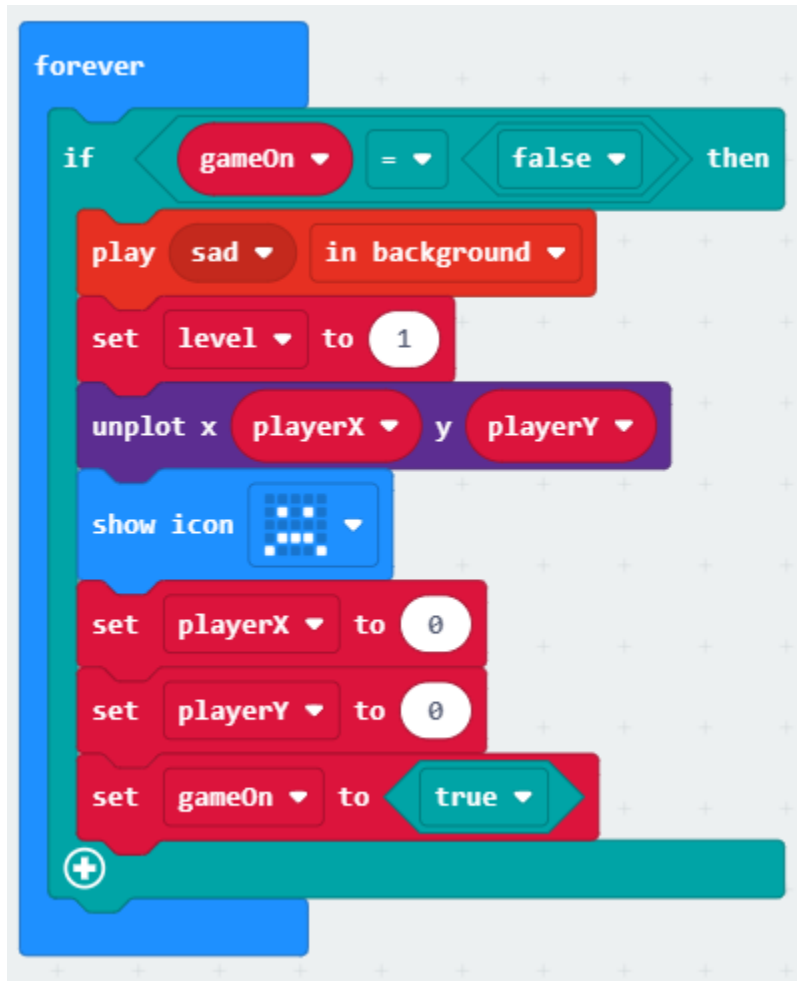 forever
if gameOn = false then
play sad in background
set level to 1
unplot x playerX y playerY
show icon
set playerX to 0
set playerY to 0
set gameOn to true